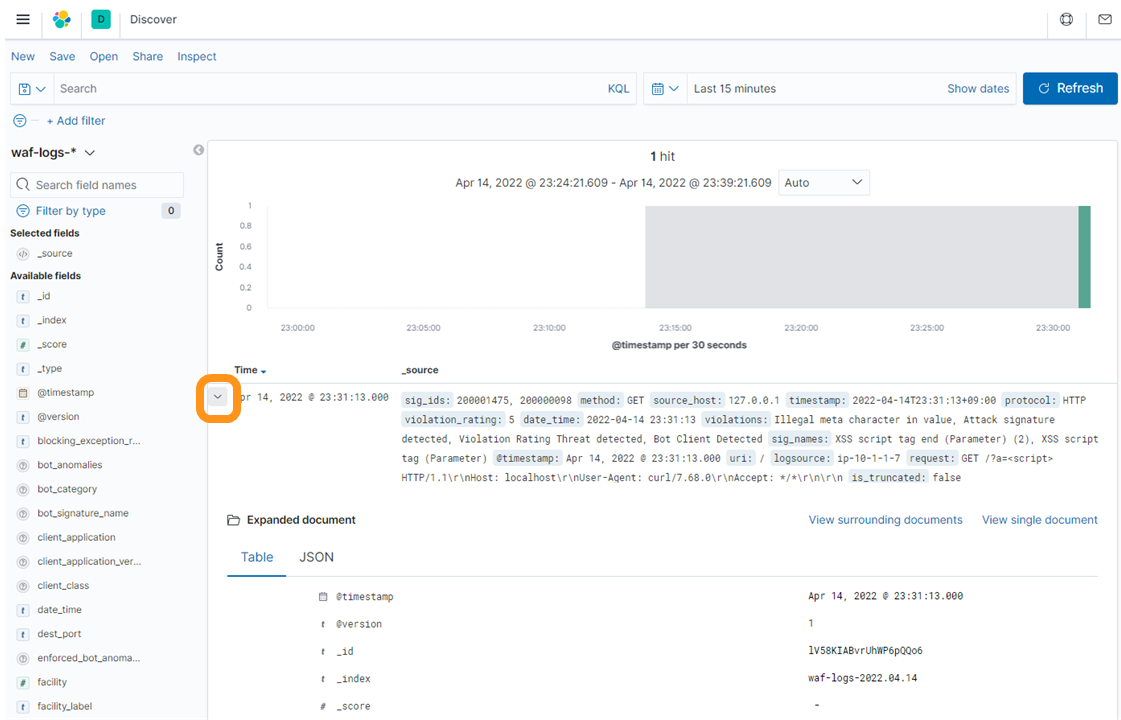 D Discover
New Save Open Share Inspect
Search KQL Last 15 minutes Show dates Refresh
+ Add filter
waf-logs-*
Search field names
Filter by type 0
Selected fields
_source
Available fields
t _id
t _index
# _score
t _type
@timestamp
t @version
t blocking_exception_r...
? bot_anomalies
? bot_category
? bot_signature_name
? client_application
? client_application_ver...
? client_class
t date_time
t dest_port
? enforced_bot_anoma...
# facility
t facility_label
1 hit
Apr 14, 2022 @ 23:24:21.609 - Apr 14, 2022 @ 23:39:21.609 Auto
Count
1
0.8
0.6
0.4
0.2
0
23:00:00 23:05:00 23:10:00 23:15:00 23:20:00 23:25:00 23:30:00
@timestamp per 30 seconds
Time _source
pr 14, 2022 @ 23:31:13.000
sig_ids: 200001475, 200000098 method: GET source_host: 127.0.0.1 timestamp: 2022-04-14T23:31:13+09:00 protocol: HTTP
violation_rating: 5 date_time: 2022-04-14 23:31:13 violations: Illegal meta character in value, Attack signature
detected, Violation Rating Threat detected, Bot Client Detected sig_names: XSS script tag end (Parameter) (2), XSS script
tag (Parameter) @timestamp: Apr 14, 2022 @ 23:31:13.000 uri: / logsource: ip-10-1-1-7 request: GET /?a=<script>
HTTP/1.1\r\nHost: localhost\r\nUser-Agent: curl/7.68.0\r\nAccept: */*\r\n\r\n is_truncated: false
Expanded document View surrounding documents View single document
Table JSON
@timestamp Apr 14, 2022 @ 23:31:13.000
t @version 1
t _id lV58KIABvrUhWP6pQQo6
t _index waf-logs-2022.04.14
# _score -